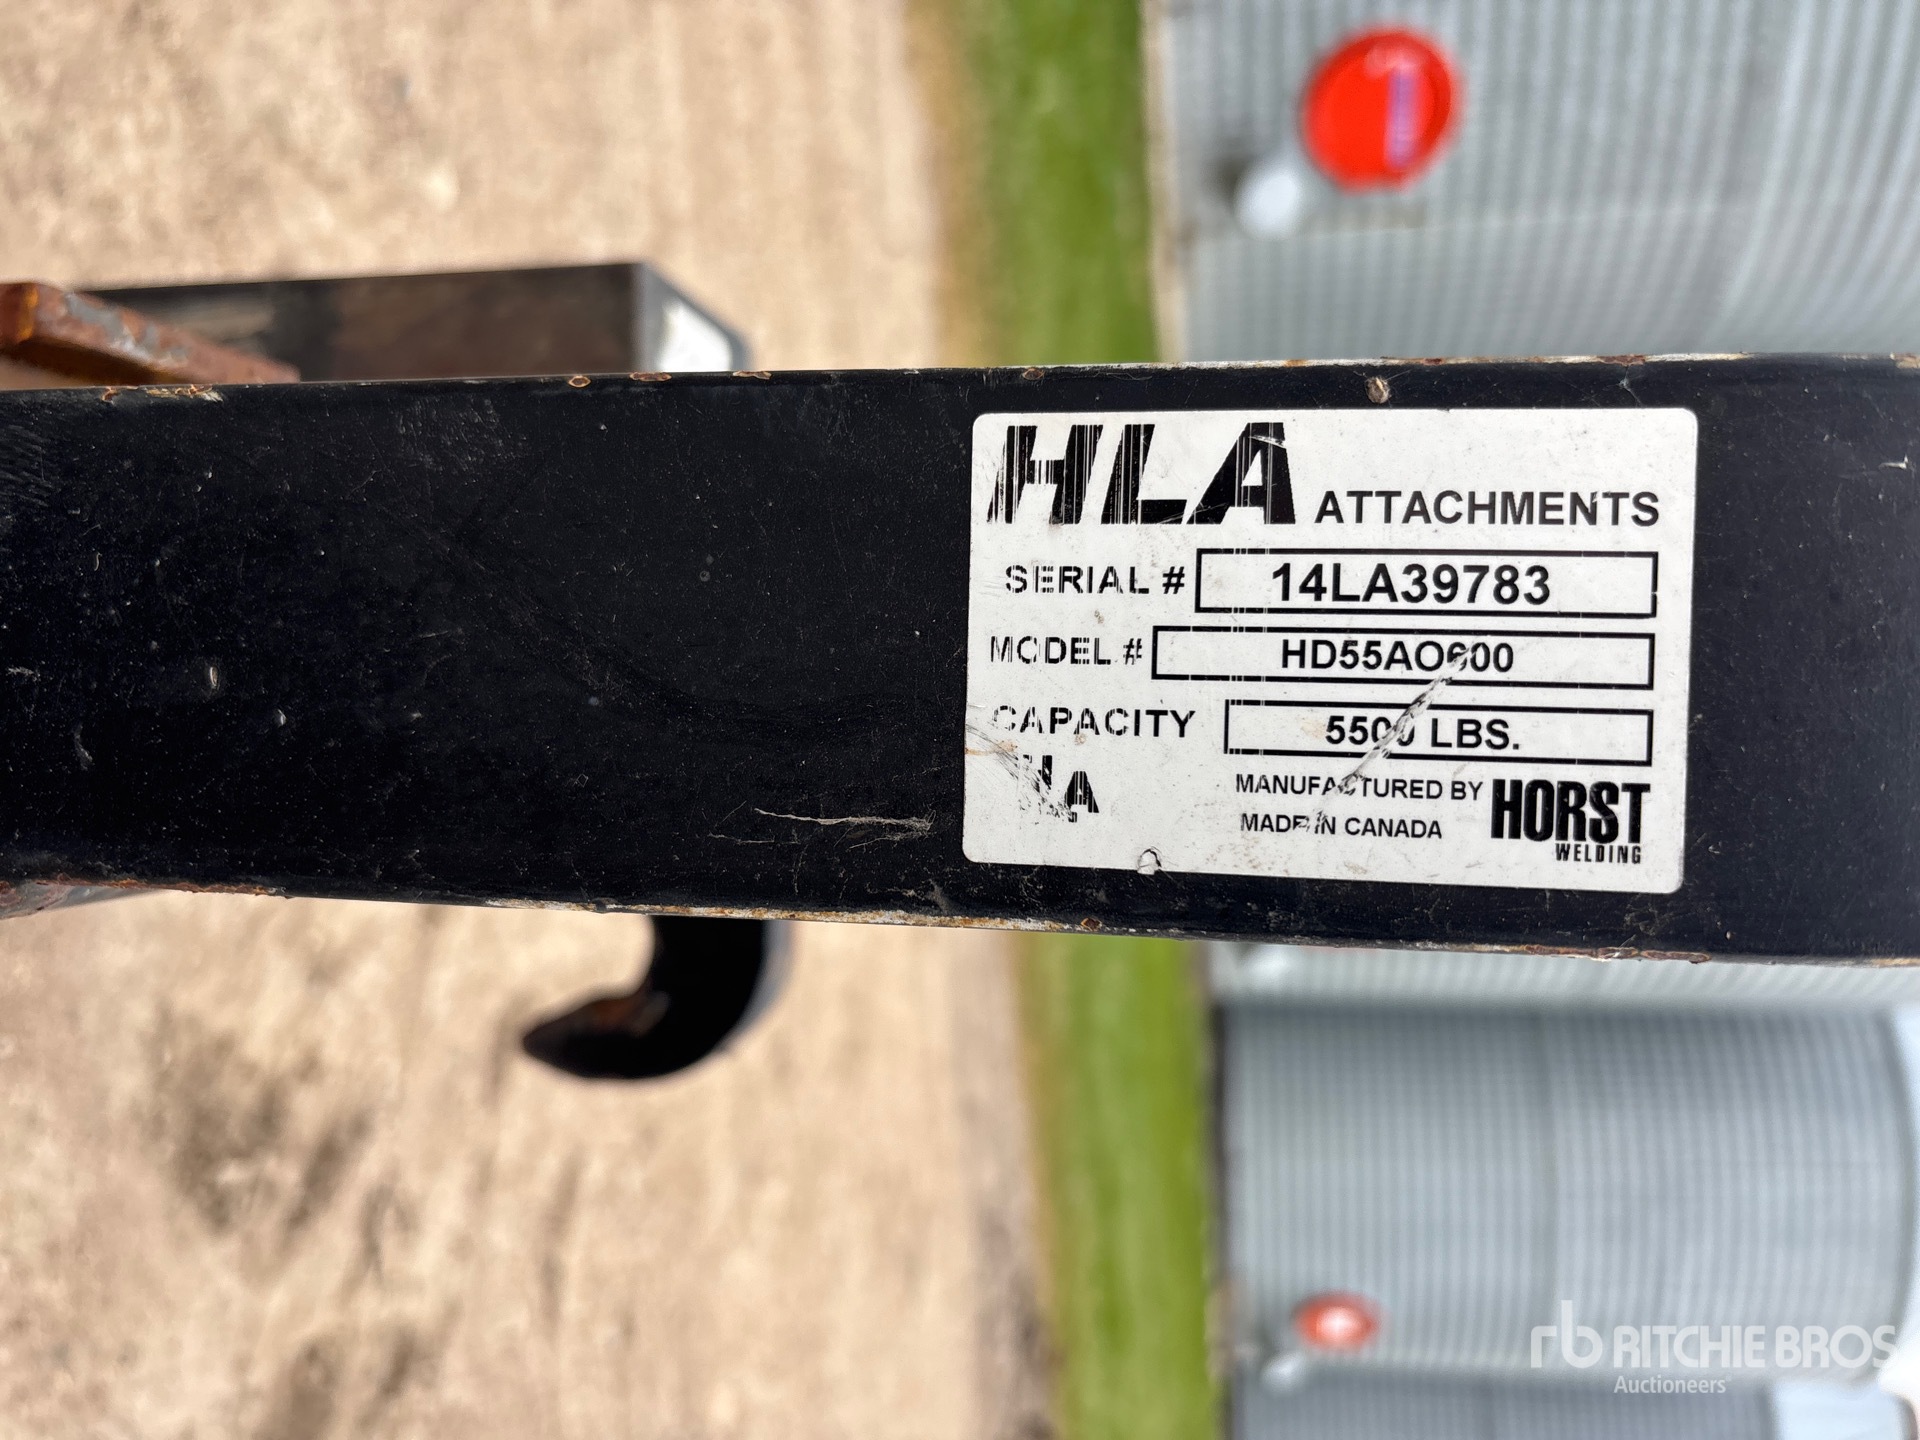 HLA ATTACHMENTS
SERIAL # 14LA39783
MODEL # HD55AO600
CAPACITY 5500 LBS.
MANUFACTURED BY HORST
MADE IN CANADA WELDING
rb RITCHIE BROS
Auctioneers